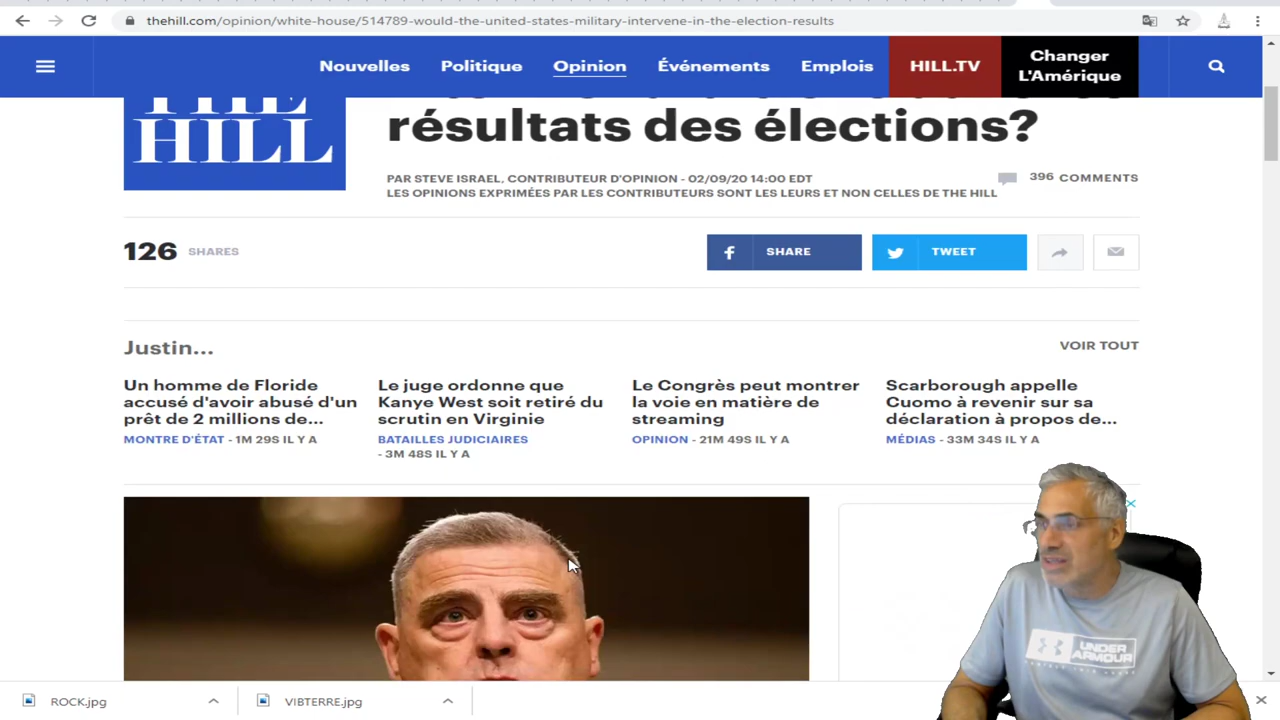 thehill.com/opinion/white-house/514789-would-the-united-states-military-intervene-in-the-election-results
Nouvelles
Politique
Opinion
Événements
Emplois
HILL.TV
Changer
L'Amérique
THE
HILL
résultats des élections?
PAR STEVE ISRAEL, CONTRIBUTEUR D'OPINION - 02/09/20 14:00 EDT
LES OPINIONS EXPRIMÉES PAR LES CONTRIBUTEURS SONT LES LEURS ET NON CELLES DE THE HILL
396 COMMENTS
126 SHARES
SHARE
TWEET
Justin...
VOIR TOUT
Un homme de Floride
accusé d'avoir abusé d'un
prêt de 2 millions de...
MONTRE D'ÉTAT - 1M 29S IL Y A
Le juge ordonne que
Kanye West soit retiré du
scrutin en Virginie
BATAILLES JUDICIAIRES
- 3M 48S IL Y A
Le Congrès peut montrer
la voie en matière de
streaming
OPINION - 21M 49S IL Y A
Scarborough appelle
Cuomo à revenir sur sa
déclaration à propos de...
MÉDIAS - 33M 34S IL Y A
UNDER
ARMOUR
ROCK.jpg
VIBTERRE.jpg